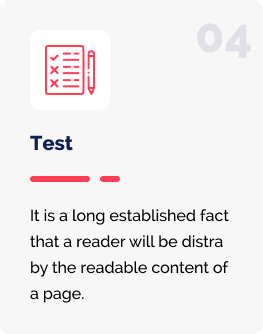 04
Test
It is a long established fact
that a reader will be distra
by the readable content of
a page.